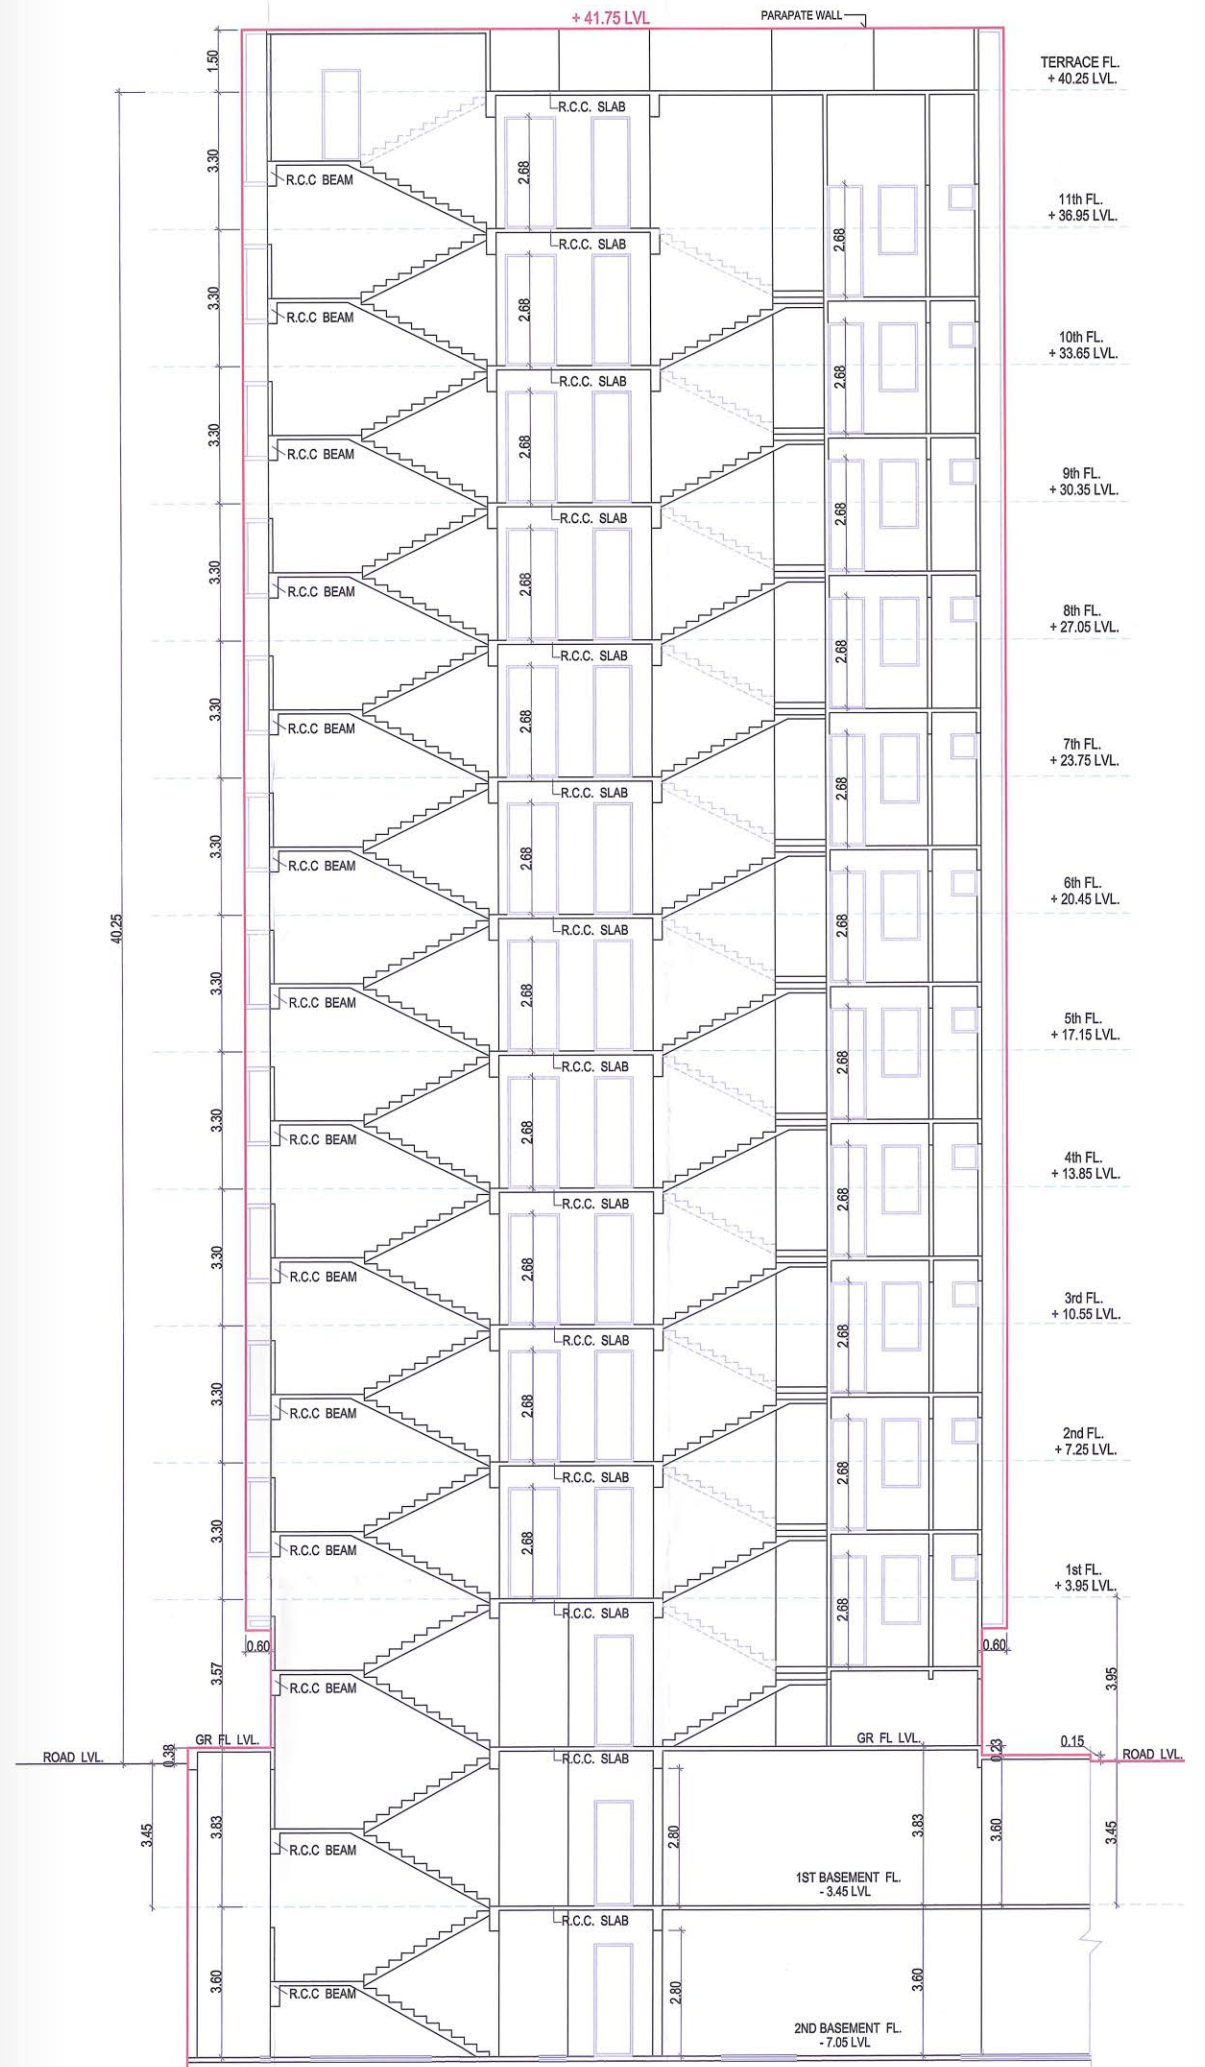 + 41.75 LVL
PARAPATE WALL
1.50
TERRACE FL.
+ 40.25 LVL.
R.C.C. SLAB
3.30
2.68
R.C.C BEAM
11th FL.
+ 36.95 LVL.
R.C.C. SLAB
2.68
3.30
2.68
R.C.C BEAM
10th FL.
+ 33.65 LVL.
R.C.C. SLAB
2.68
3.30
2.68
R.C.C BEAM
9th FL.
+ 30.35 LVL.
R.C.C. SLAB
2.68
3.30
2.68
R.C.C BEAM
8th FL.
+ 27.05 LVL.
R.C.C. SLAB
2.68
3.30
2.68
R.C.C BEAM
7th FL.
+ 23.75 LVL.
R.C.C. SLAB
2.68
3.30
2.68
R.C.C BEAM
6th FL.
+ 20.45 LVL.
40.25
R.C.C. SLAB
2.68
3.30
2.68
R.C.C BEAM
5th FL.
+ 17.15 LVL.
R.C.C. SLAB
2.68
3.30
2.68
R.C.C BEAM
4th FL.
+ 13.85 LVL.
R.C.C. SLAB
2.68
3.30
2.68
R.C.C BEAM
3rd FL.
+ 10.55 LVL.
R.C.C. SLAB
2.68
3.30
2.68
R.C.C BEAM
2nd FL.
+ 7.25 LVL.
R.C.C. SLAB
2.68
3.30
2.68
R.C.C BEAM
1st FL.
+ 3.95 LVL.
R.C.C. SLAB
2.68
0.60
0.60
3.57
3.95
R.C.C BEAM
GR FL LVL.
GR FL LVL.
0.15
ROAD LVL.
0.38
R.C.C. SLAB
0.23
ROAD LVL.
3.45
3.83
2.80
3.83
3.60
3.45
R.C.C BEAM
1ST BASEMENT FL.
- 3.45 LVL
R.C.C. SLAB
3.60
2.80
3.60
R.C.C BEAM
2ND BASEMENT FL.
- 7.05 LVL